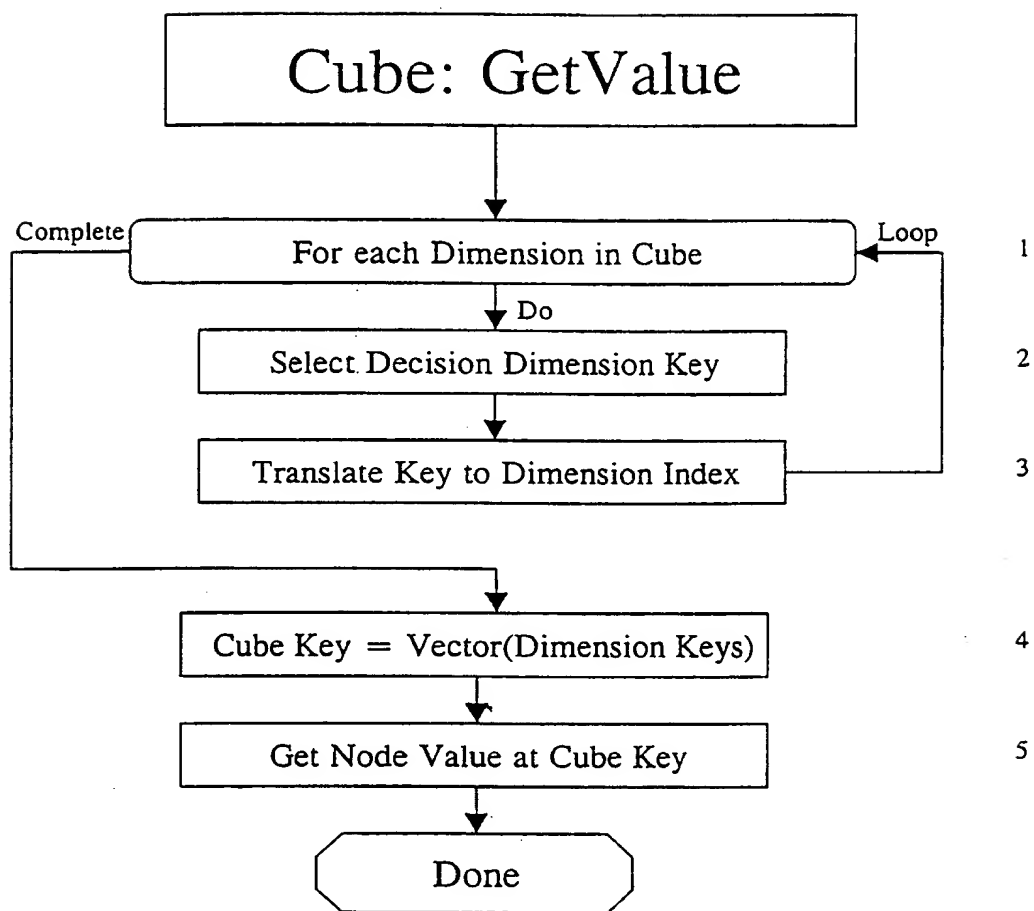 Cube: GetValue
Complete
Loop
For each Dimension in Cube
1
Do
Select Decision Dimension Key
2
Translate Key to Dimension Index
3
Cube Key = Vector(Dimension Keys)
4
Get Node Value at Cube Key
5
Done